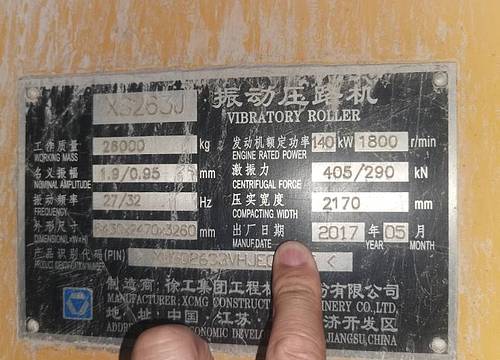 XS263J 振动压路机
VIBRATORY ROLLER
工作质量 26000 kg 发动机额定功率 140 kW 1800 r/min
WORKING MASS ENGINE RATED POWER
名义振幅 1.9/0.95 mm 激振力 405/290 kN
NOMINAL AMPLITUDE CENTRIFUGAL FORCE
振动频率 27/32 Hz 压实宽度 2170 mm
FREQUENCY COMPACTING WIDTH
外形尺寸 mm 出厂日期 2017 年 05 月
MANUF.DATE YEAR MONTH
产品识别代码(PIN)
PRODUCT IDENTIFICATION NUMBER
制造商: 徐工集团工程 有限公司
MANUFACTURER: XCMG CONSTRUCT NERY CO.,LTD
地 址: 中国.江苏 济开发区
ONOMIC DEVEL JIANGSU,CHINA